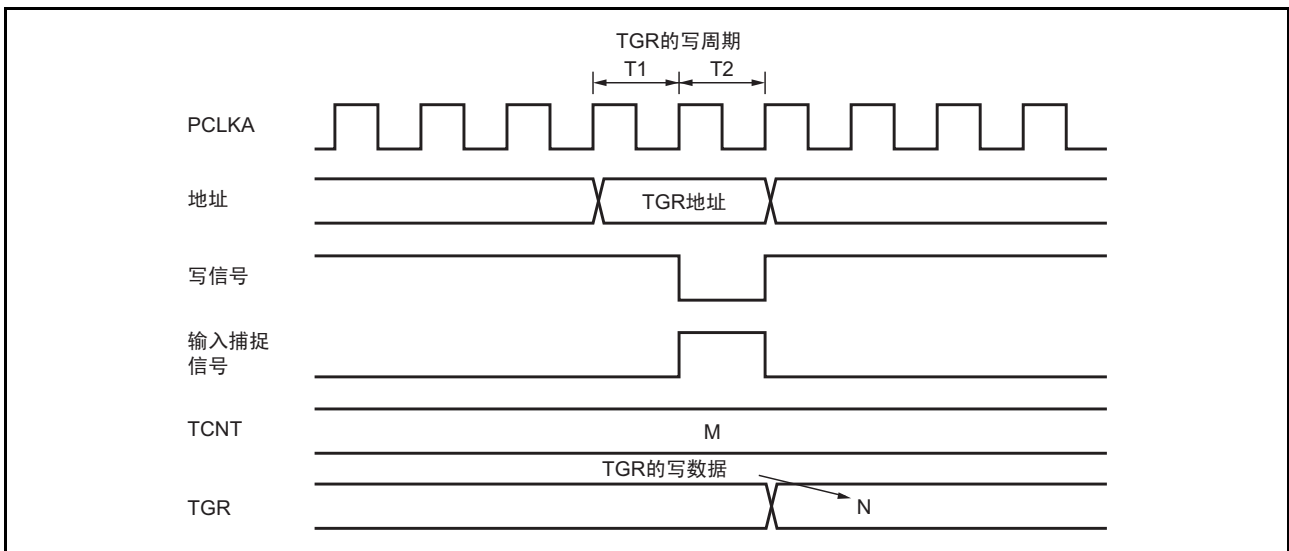 TGR的写周期
T1 T2
PCLKA
地址
TGR地址
写信号
输入捕捉
信号
TCNT
M
TGR的写数据
TGR
N